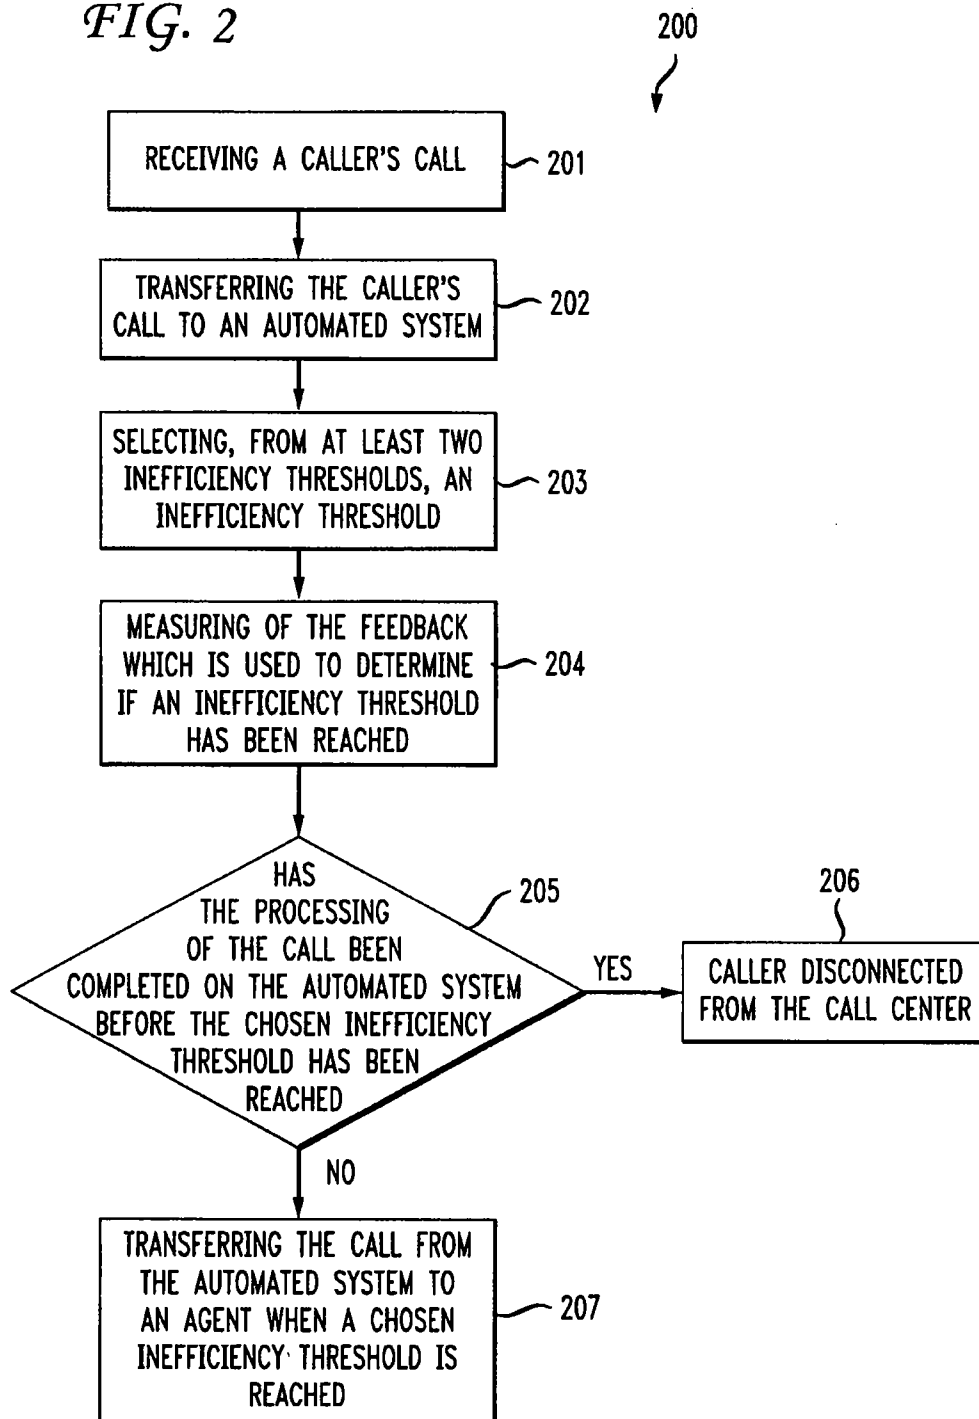 FIG. 2
200
RECEIVING A CALLER'S CALL
201
TRANSFERRING THE CALLER'S
CALL TO AN AUTOMATED SYSTEM
202
SELECTING, FROM AT LEAST TWO
INEFFICIENCY THRESHOLDS, AN
INEFFICIENCY THRESHOLD
203
MEASURING OF THE FEEDBACK
WHICH IS USED TO DETERMINE
IF AN INEFFICIENCY THRESHOLD
HAS BEEN REACHED
204
HAS
THE PROCESSING
OF THE CALL BEEN
COMPLETED ON THE AUTOMATED SYSTEM
BEFORE THE CHOSEN INEFFICIENCY
THRESHOLD HAS BEEN
REACHED
205
YES
206
CALLER DISCONNECTED
FROM THE CALL CENTER
NO
TRANSFERRING THE CALL FROM
THE AUTOMATED SYSTEM TO
AN AGENT WHEN A CHOSEN
INEFFICIENCY THRESHOLD IS
REACHED
207